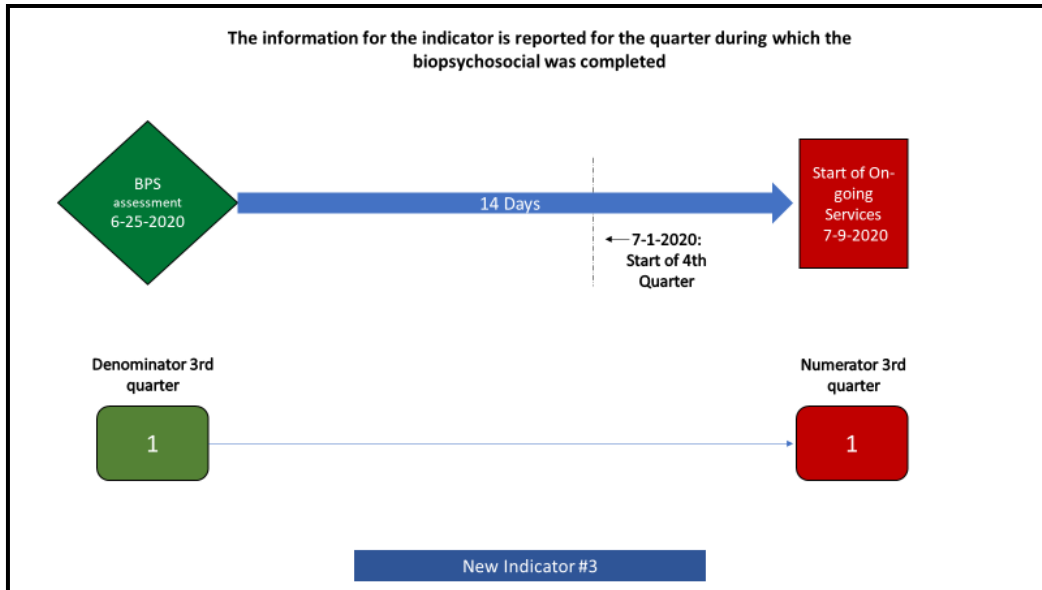 The information for the indicator is reported for the quarter during which the
biopsychosocial was completed
BPS
assessment
6-25-2020
14 Days
7-1-2020:
Start of 4th
Quarter
Start of On-
going
Services
7-9-2020
Denominator 3rd
quarter
Numerator 3rd
quarter
1
1
New Indicator #3